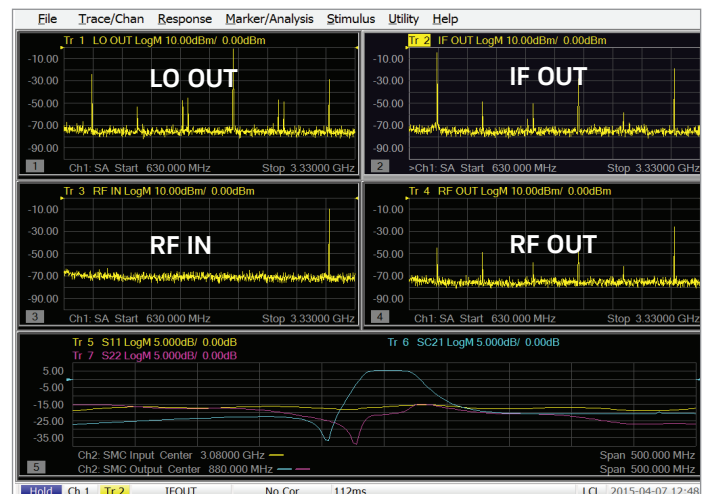 File Trace/Chan Response Marker/Analysis Stimulus Utility Help
Tr 1 LO OUT LogM 10.00dBm/ 0.00dBm
-10.00
-30.00
-50.00
-70.00
-90.00
LO OUT
1
Ch1: SA Start 630.000 MHz Stop 3.33000 GHz
Tr 2 IF OUT LogM 10.00dBm/ 0.00dBm
-10.00
-30.00
-50.00
-70.00
-90.00
IF OUT
2
>Ch1: SA Start 630.000 MHz Stop 3.33000 GHz
Tr 3 RF IN LogM 10.00dBm/ 0.00dBm
-10.00
-30.00
-50.00
-70.00
-90.00
RF IN
3
Ch1: SA Start 630.000 MHz Stop 3.33000 GHz
Tr 4 RF OUT LogM 10.00dBm/ 0.00dBm
-10.00
-30.00
-50.00
-70.00
-90.00
RF OUT
4
Ch1: SA Start 630.000 MHz Stop 3.33000 GHz
Tr 5 S11 LogM 5.000dB/ 0.00dB Tr 6 SC21 LogM 5.000dB/ 0.00dB
Tr 7 S22 LogM 5.000dB/ 0.00dB
5.00
-5.00
-15.00
-25.00
-35.00
Ch2: SMC Input Center 3.08000 GHz Span 500.000 MHz
5
Ch2: SMC Output Center 880.000 MHz Span 500.000 MHz
Hold Ch 1 Tr 2 IFOUT No Cor 112ms LCL 2015-04-07 12:48